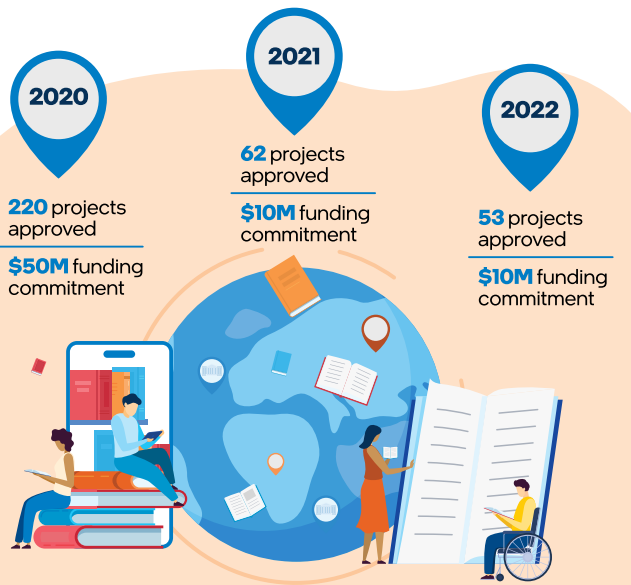 2020
220 projects
approved
$50M funding
commitment
2021
62 projects
approved
$10M funding
commitment
2022
53 projects
approved
$10M funding
commitment